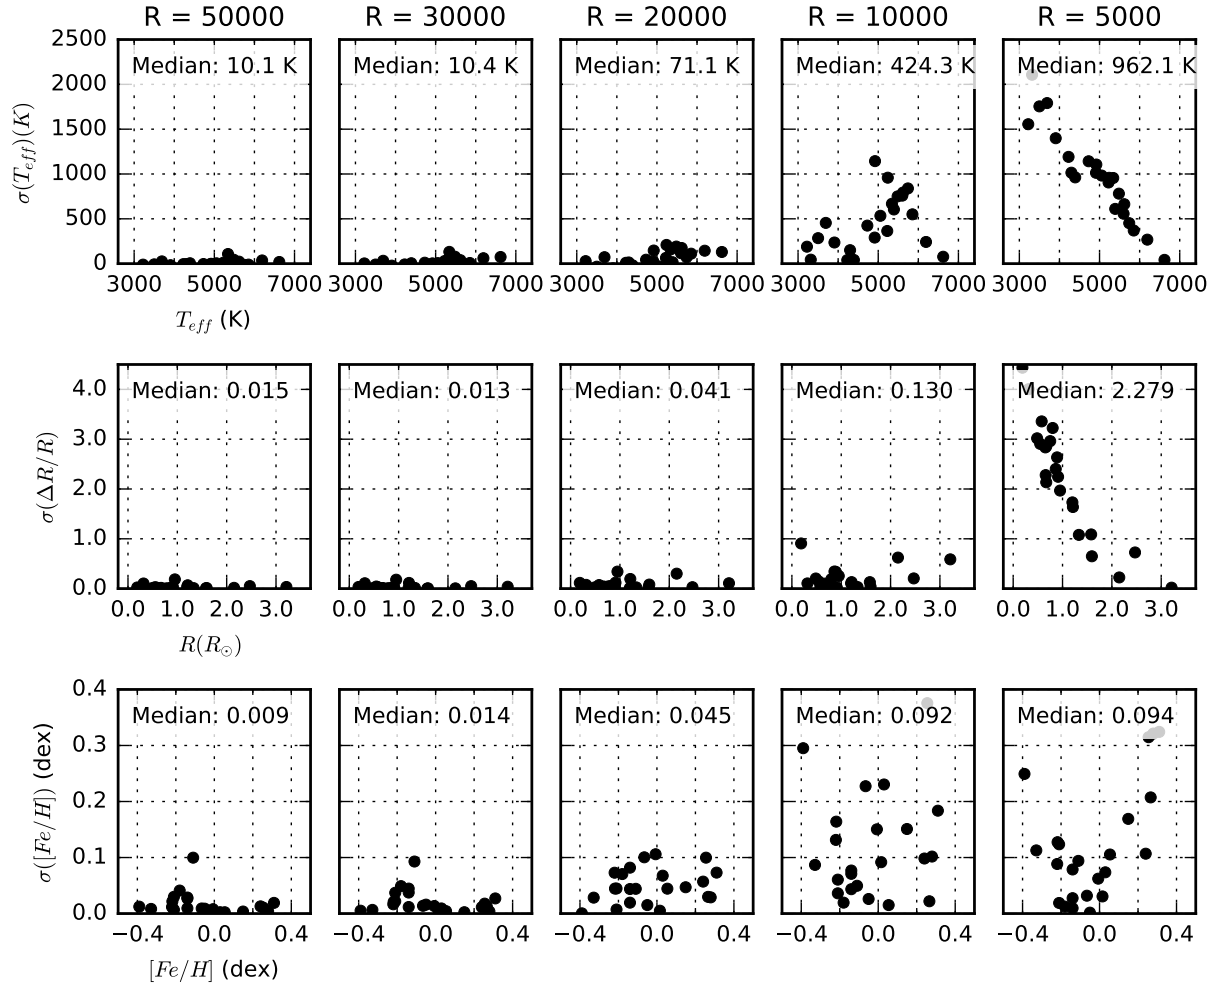 R = 50000 R = 30000 R = 20000 R = 10000 R = 5000
2500
2000
1500
1000
500
0
σ(T_eff)(K)
Median: 10.1 K Median: 10.4 K Median: 71.1 K Median: 424.3 K Median: 962.1 K
3000 5000 7000 3000 5000 7000 3000 5000 7000 3000 5000 7000 3000 5000 7000
T_eff (K)
4.0
3.0
2.0
1.0
0.0
σ(ΔR/R)
Median: 0.015 Median: 0.013 Median: 0.041 Median: 0.130 Median: 2.279
0.0 1.0 2.0 3.0 0.0 1.0 2.0 3.0 0.0 1.0 2.0 3.0 0.0 1.0 2.0 3.0 0.0 1.0 2.0 3.0
R(R_⊙)
0.4
0.3
0.2
0.1
0.0
σ([Fe/H]) (dex)
Median: 0.009 Median: 0.014 Median: 0.045 Median: 0.092 Median: 0.094
−0.4 0.0 0.4 −0.4 0.0 0.4 −0.4 0.0 0.4 −0.4 0.0 0.4 −0.4 0.0 0.4
[Fe/H] (dex)